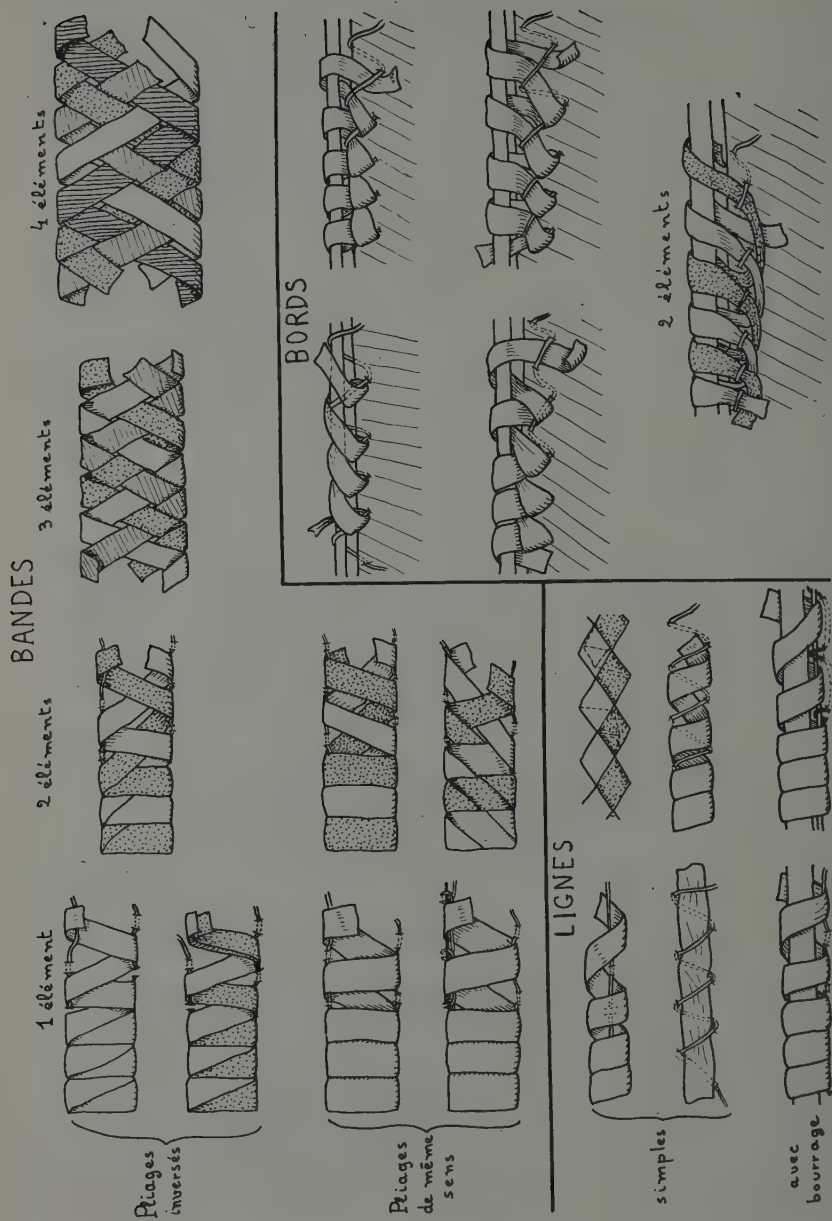 BANDES
1 élément
2 éléments
3 éléments
4 éléments
Pliages
inversés
Pliages
de même
sens
BORDS
2 éléments
LIGNES
simples
avec
bourrage